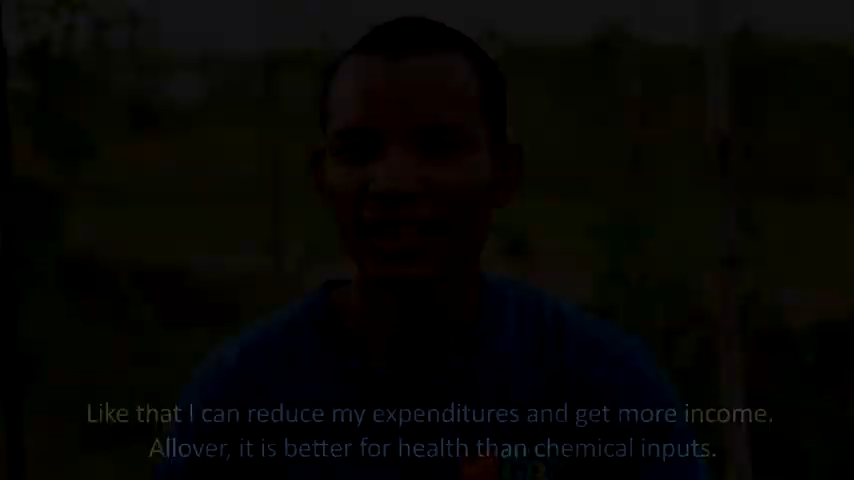 Like that I can reduce my expenditures and get more income.
Allover, it is better for health than chemical inputs.